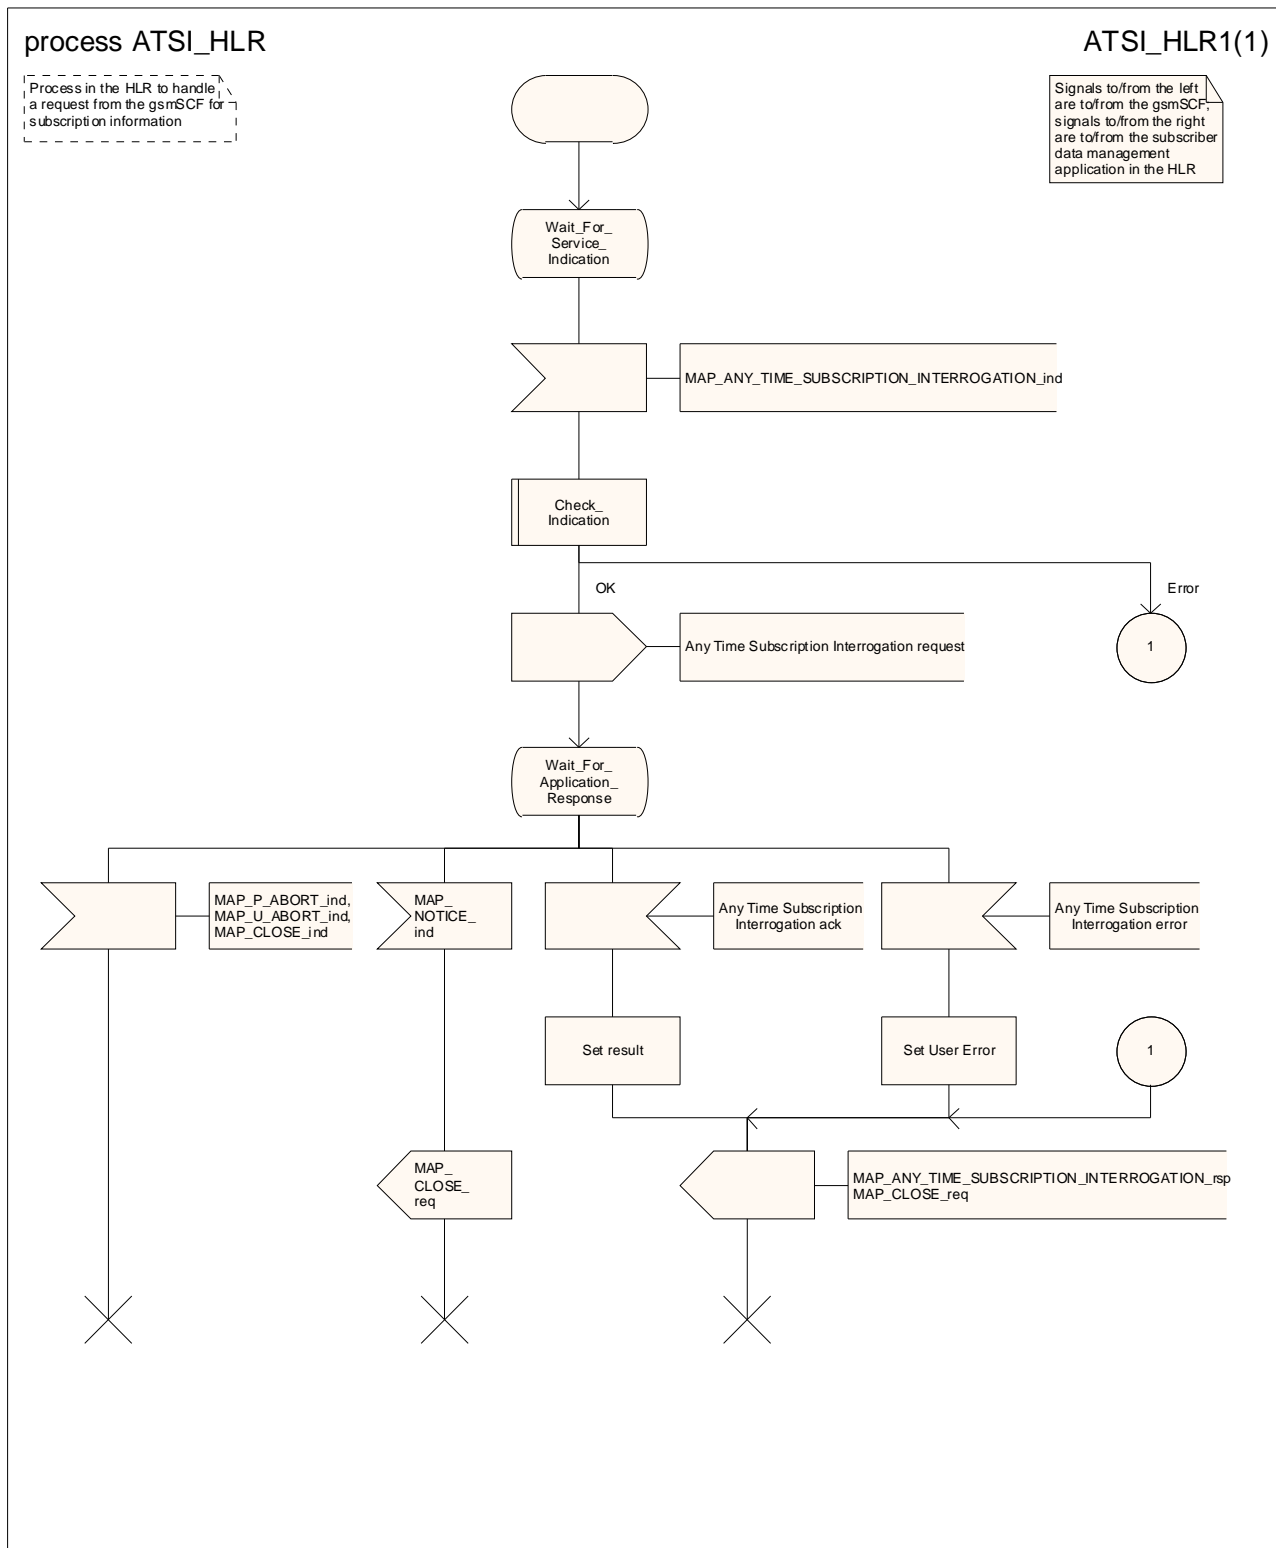 process ATSI_HLR
ATSI_HLR1(1)
Process in the HLR to handle
a request from the gsmSCF for
subscription information
Signals to/from the left
are to/from the gsmSCF;
signals to/from the right
are to/from the subscriber
data management
application in the HLR
Wait_For_
Service_
Indication
MAP_ANY_TIME_SUBSCRIPTION_INTERROGATION_ind
Check_
Indication
OK
Error
Any Time Subscription Interrogation request
1
Wait_For_
Application_
Response
MAP_P_ABORT_ind,
MAP_U_ABORT_ind,
MAP_CLOSE_ind
MAP_
NOTICE_
ind
Any Time Subscription
Interrogation ack
Any Time Subscription
Interrogation error
Set result
Set User Error
1
MAP_
CLOSE_
req
MAP_ANY_TIME_SUBSCRIPTION_INTERROGATION_rsp
MAP_CLOSE_req